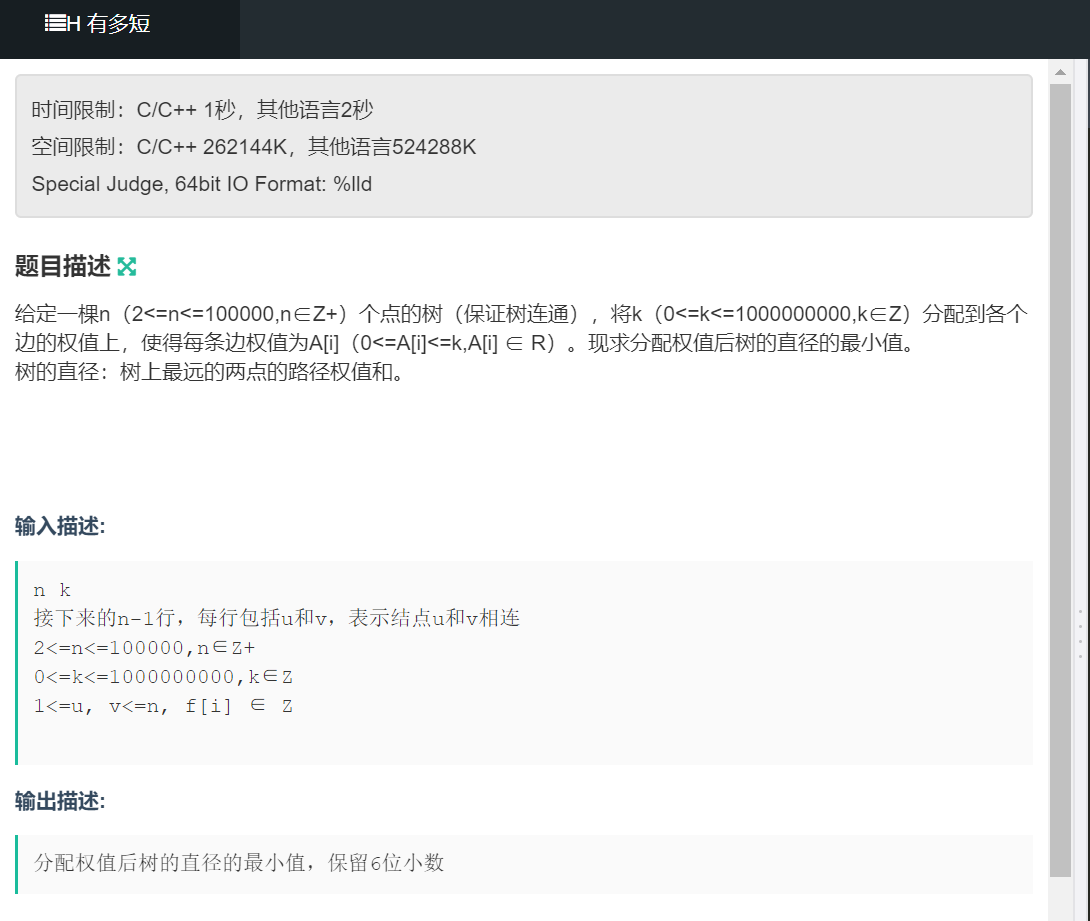 H 有多短
时间限制：C/C++ 1秒，其他语言2秒
空间限制：C/C++ 262144K，其他语言524288K
Special Judge, 64bit IO Format: %lld
题目描述
给定一棵n（2<=n<=100000,n∈Z+）个点的树（保证树连通），将k（0<=k<=1000000000,k∈Z）分配到各个
边的权值上，使得每条边权值为A[i]（0<=A[i]<=k,A[i] ∈ R）。现求分配权值后树的直径的最小值。
树的直径：树上最远的两点的路径权值和。
输入描述:
n k
接下来的n-1行，每行包括u和v，表示结点u和v相连
2<=n<=100000,n∈Z+
0<=k<=1000000000,k∈Z
1<=u, v<=n, f[i] ∈ Z
输出描述:
分配权值后树的直径的最小值，保留6位小数